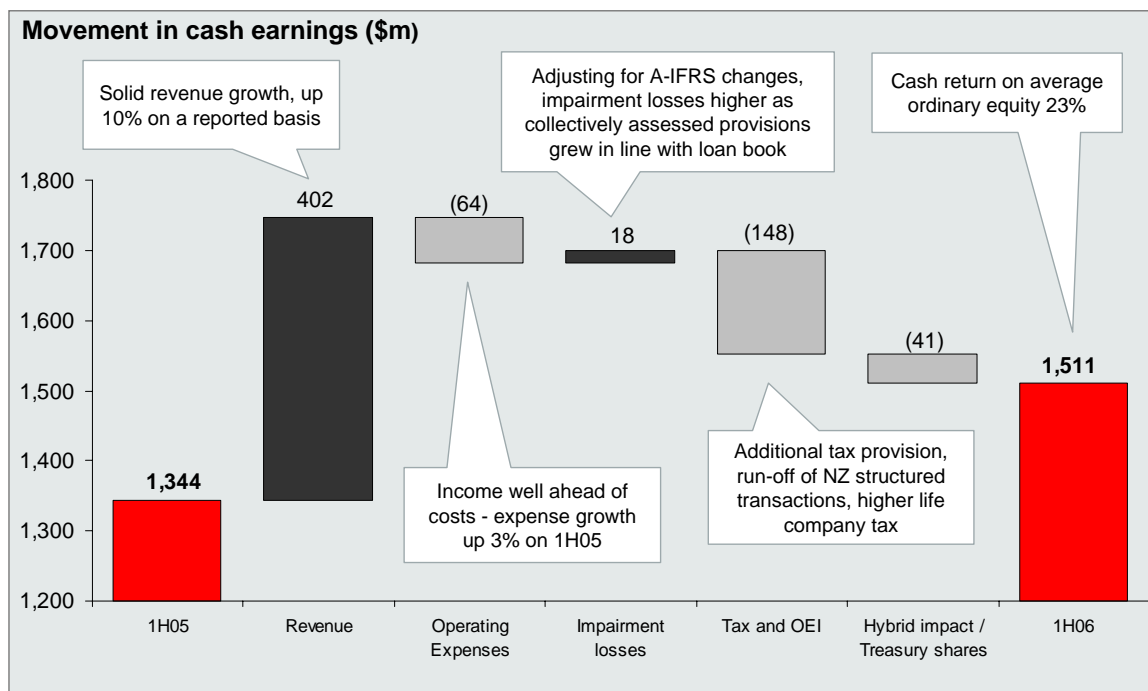 Movement in cash earnings ($m)
Solid revenue growth, up
10% on a reported basis
Adjusting for A-IFRS changes,
impairment losses higher as
collectively assessed provisions
grew in line with loan book
Cash return on average
ordinary equity 23%
1,800
1,700
1,600
1,500
1,400
1,300
1,200
1,344
402
(64)
18
(148)
(41)
1,511
Income well ahead of
costs - expense growth
up 3% on 1H05
Additional tax provision,
run-off of NZ structured
transactions, higher life
company tax
1H05
Revenue
Operating
Expenses
Impairment
losses
Tax and OEI
Hybrid impact /
Treasury shares
1H06